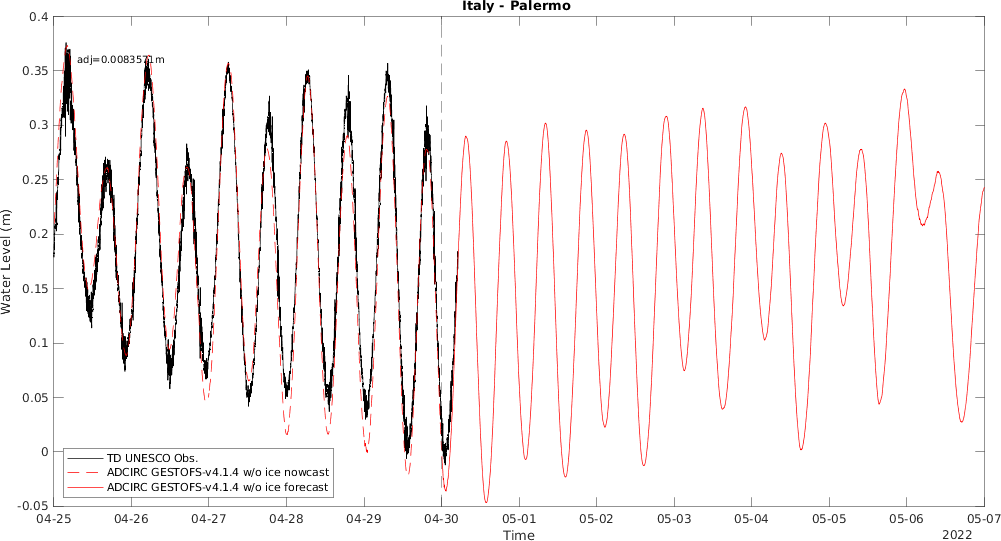 Italy - Palermo
0.4
0.35
0.3
0.25
0.2
0.15
0.1
0.05
0
-0.05
Water Level (m)
adj=0.0083571m
TD UNESCO Obs.
ADCIRC GESTOFS-v4.1.4 w/o ice nowcast
ADCIRC GESTOFS-v4.1.4 w/o ice forecast
04-25 04-26 04-27 04-28 04-29 04-30 05-01 05-02 05-03 05-04 05-05 05-06 05-07
Time
2022